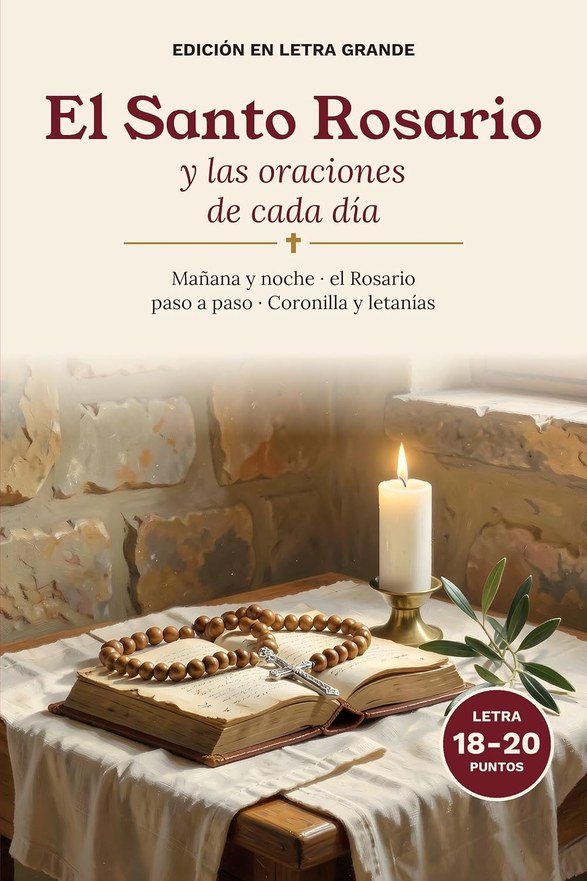 EDICIÓN EN LETRA GRANDE
El Santo Rosario
y las oraciones
de cada día
Mañana y noche · el Rosario
paso a paso · Coronilla y letanías
LETRA
18–20
PUNTOS